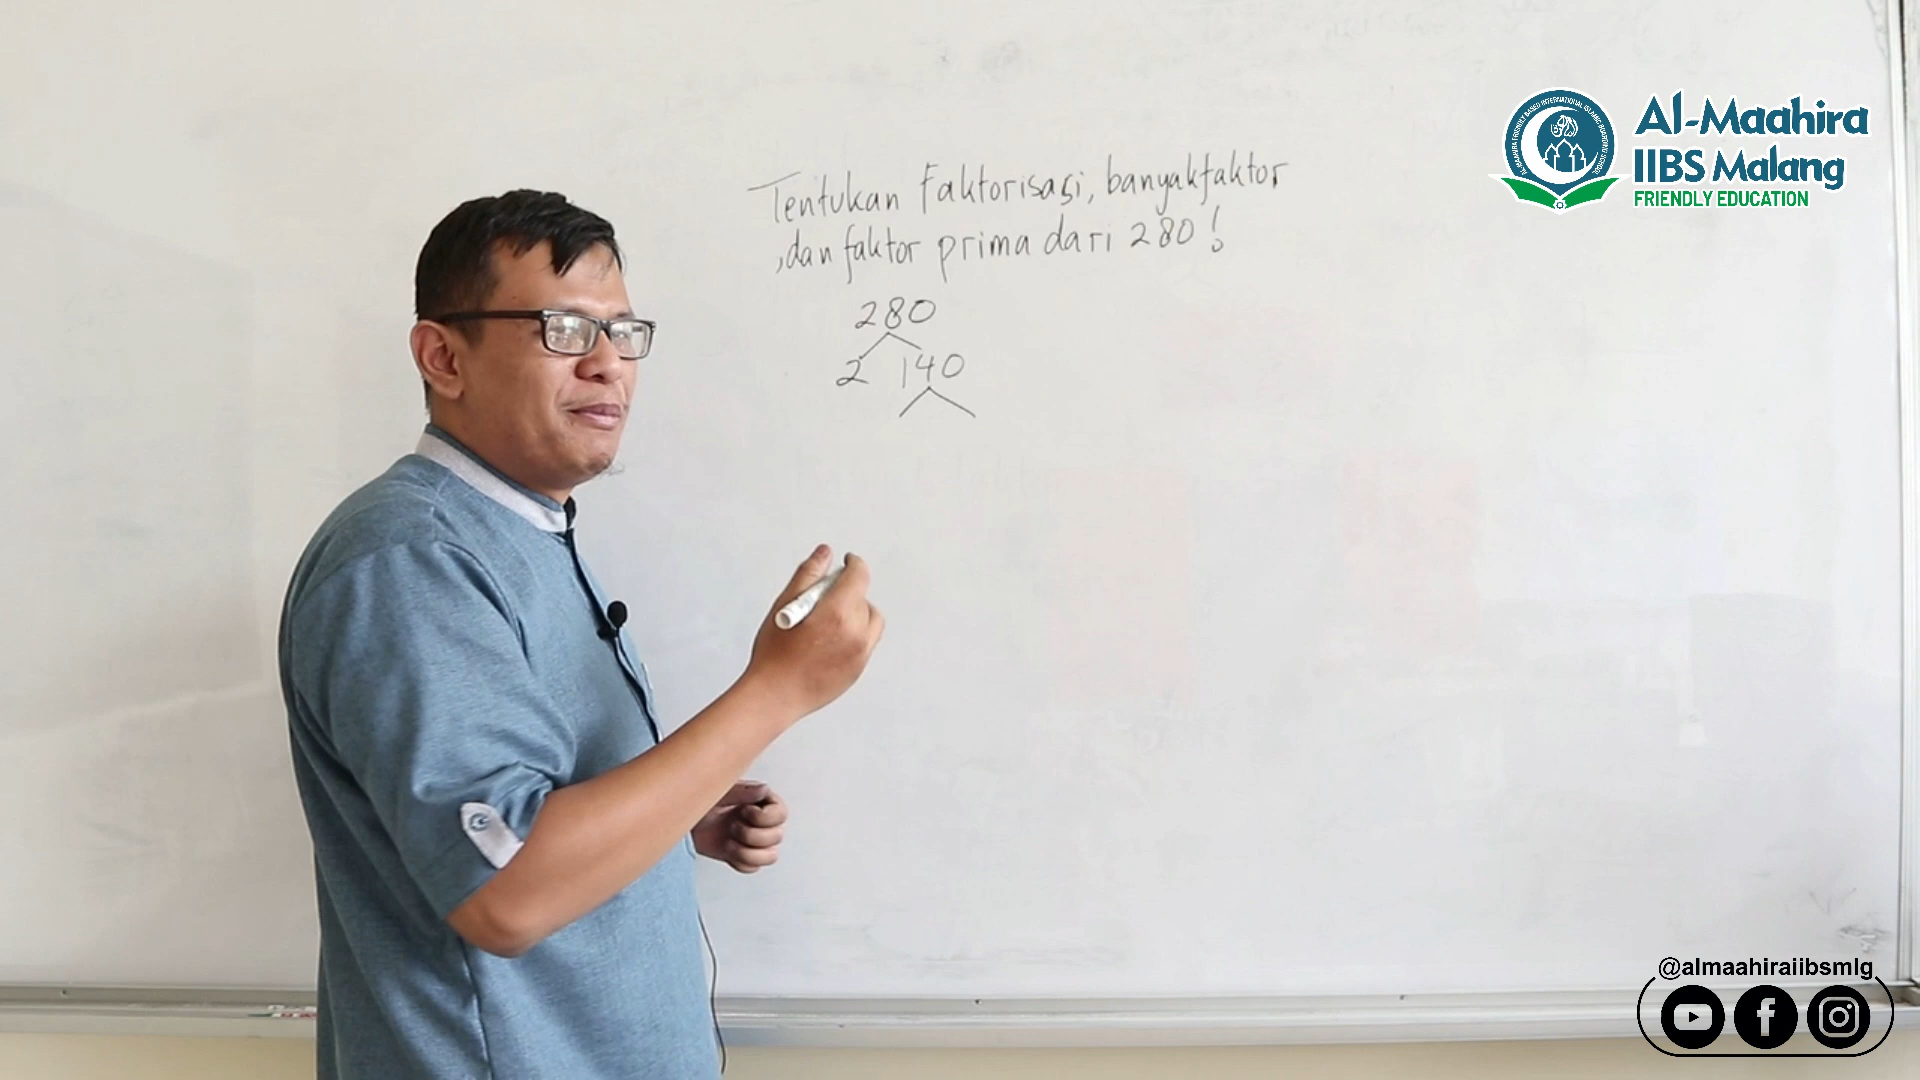 Tentukan Faktorisasi, banyakfaktor
,dan faktor prima dari 280!
280
2 140
Al-Maahira
IIBS Malang
FRIENDLY EDUCATION
@almaahiraiibsmlg